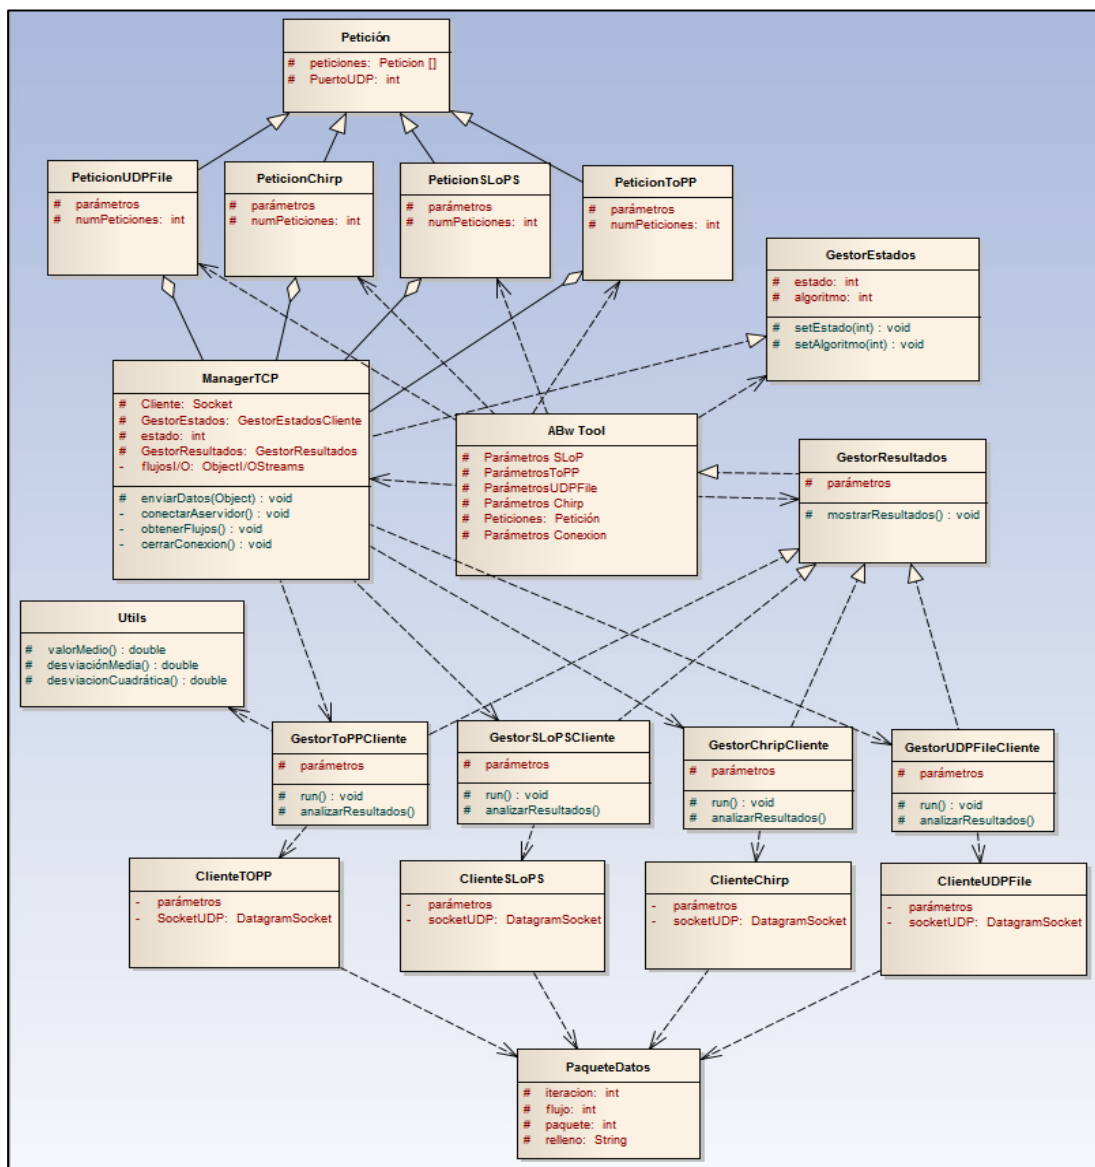 Petición
# peticiones: Peticion []
# PuertoUDP: int
PeticionUDPFile
# parámetros
# numPeticiones: int
PeticionChirp
# parámetros
# numPeticiones: int
PeticionSLoPS
# parámetros
# numPeticiones: int
PeticionToPP
# parámetros
# numPeticiones: int
GestorEstados
# estado: int
# algoritmo: int
# setEstado(int) : void
# setAlgoritmo(int) : void
ManagerTCP
# Cliente: Socket
# GestorEstados: GestorEstadosCliente
# estado: int
# GestorResultados: GestorResultados
- flujosI/O: ObjectI/OStreams
# enviarDatos(Object) : void
- conectarAservidor() : void
- obtenerFlujos() : void
- cerrarConexion() : void
ABw Tool
# Parámetros SLoP
# ParámetrosToPP
# ParámetrosUDPFile
# Parámetros Chirp
# Peticiones: Petición
# Parámetros Conexion
GestorResultados
# parámetros
# mostrarResultados() : void
Utils
# valorMedio() : double
# desviaciónMedia() : double
# desviacionCuadrática() : double
GestorToPPCliente
# parámetros
# run() : void
# analizarResultados()
GestorSLoPSCliente
# parámetros
# run() : void
# analizarResultados()
GestorChripCliente
# parámetros
# run() : void
# analizarResultados()
GestorUDPFileCliente
# parámetros
# run() : void
# analizarResultados()
ClienteTOPP
- parámetros
- SocketUDP: DatagramSocket
ClienteSLoPS
- parámetros
- socketUDP: DatagramSocket
ClienteChirp
- parámetros
- socketUDP: DatagramSocket
ClienteUDPFile
- parámetros
- socketUDP: DatagramSocket
PaqueteDatos
# iteracion: int
# flujo: int
# paquete: int
# relleno: String